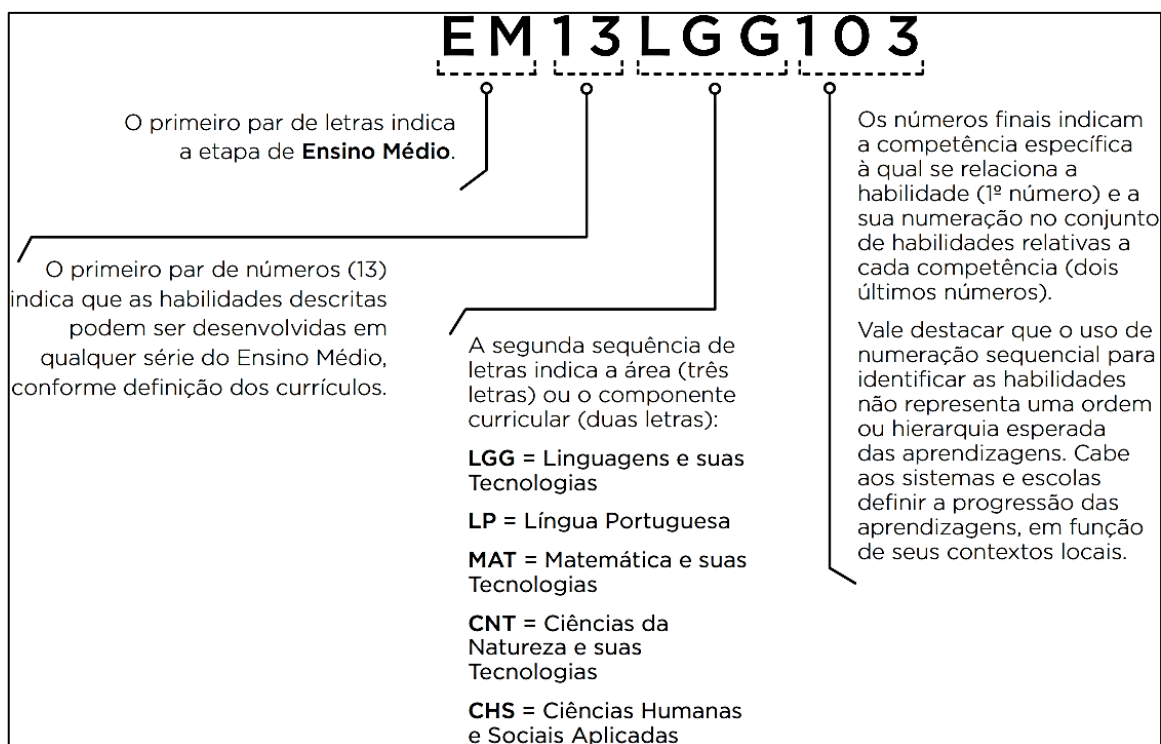 EM13LGG103
O primeiro par de letras indica
a etapa de Ensino Médio.
O primeiro par de números (13)
indica que as habilidades descritas
podem ser desenvolvidas em
qualquer série do Ensino Médio,
conforme definição dos currículos.
A segunda sequência de
letras indica a área (três
letras) ou o componente
curricular (duas letras):
LGG = Linguagens e suas
Tecnologias
LP = Língua Portuguesa
MAT = Matemática e suas
Tecnologias
CNT = Ciências da
Natureza e suas
Tecnologias
CHS = Ciências Humanas
e Sociais Aplicadas
Os números finais indicam
a competência específica
à qual se relaciona a
habilidade (1º número) e a
sua numeração no conjunto
de habilidades relativas a
cada competência (dois
últimos números).
Vale destacar que o uso de
numeração sequencial para
identificar as habilidades
não representa uma ordem
ou hierarquia esperada
das aprendizagens. Cabe
aos sistemas e escolas
definir a progressão das
aprendizagens, em função
de seus contextos locais.